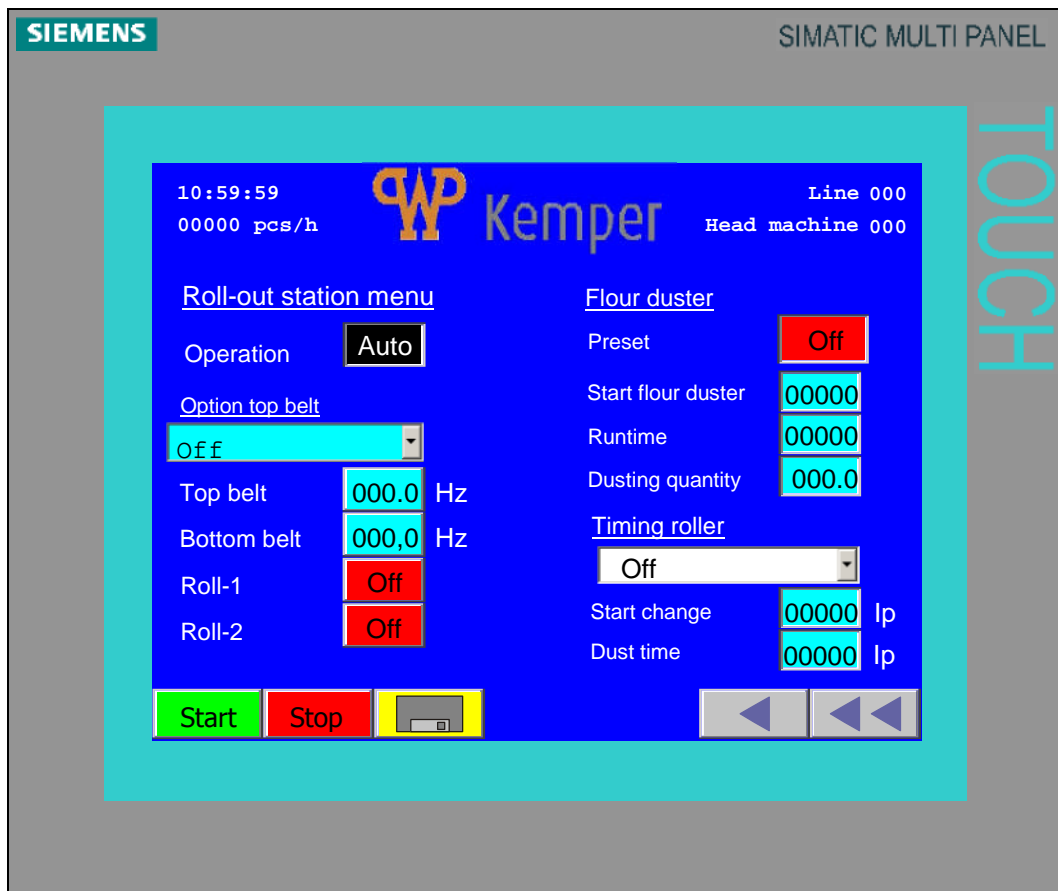 SIEMENS
SIMATIC MULTI PANEL
TOUCH
10:59:59
00000 pcs/h
WP Kemper
Line 000
Head machine 000
Roll-out station menu
Operation Auto
Option top belt
Off
Top belt 000.0 Hz
Bottom belt 000,0 Hz
Roll-1 Off
Roll-2 Off
Flour duster
Preset Off
Start flour duster 00000
Runtime 00000
Dusting quantity 000.0
Timing roller
Off
Start change 00000 Ip
Dust time 00000 Ip
Start
Stop